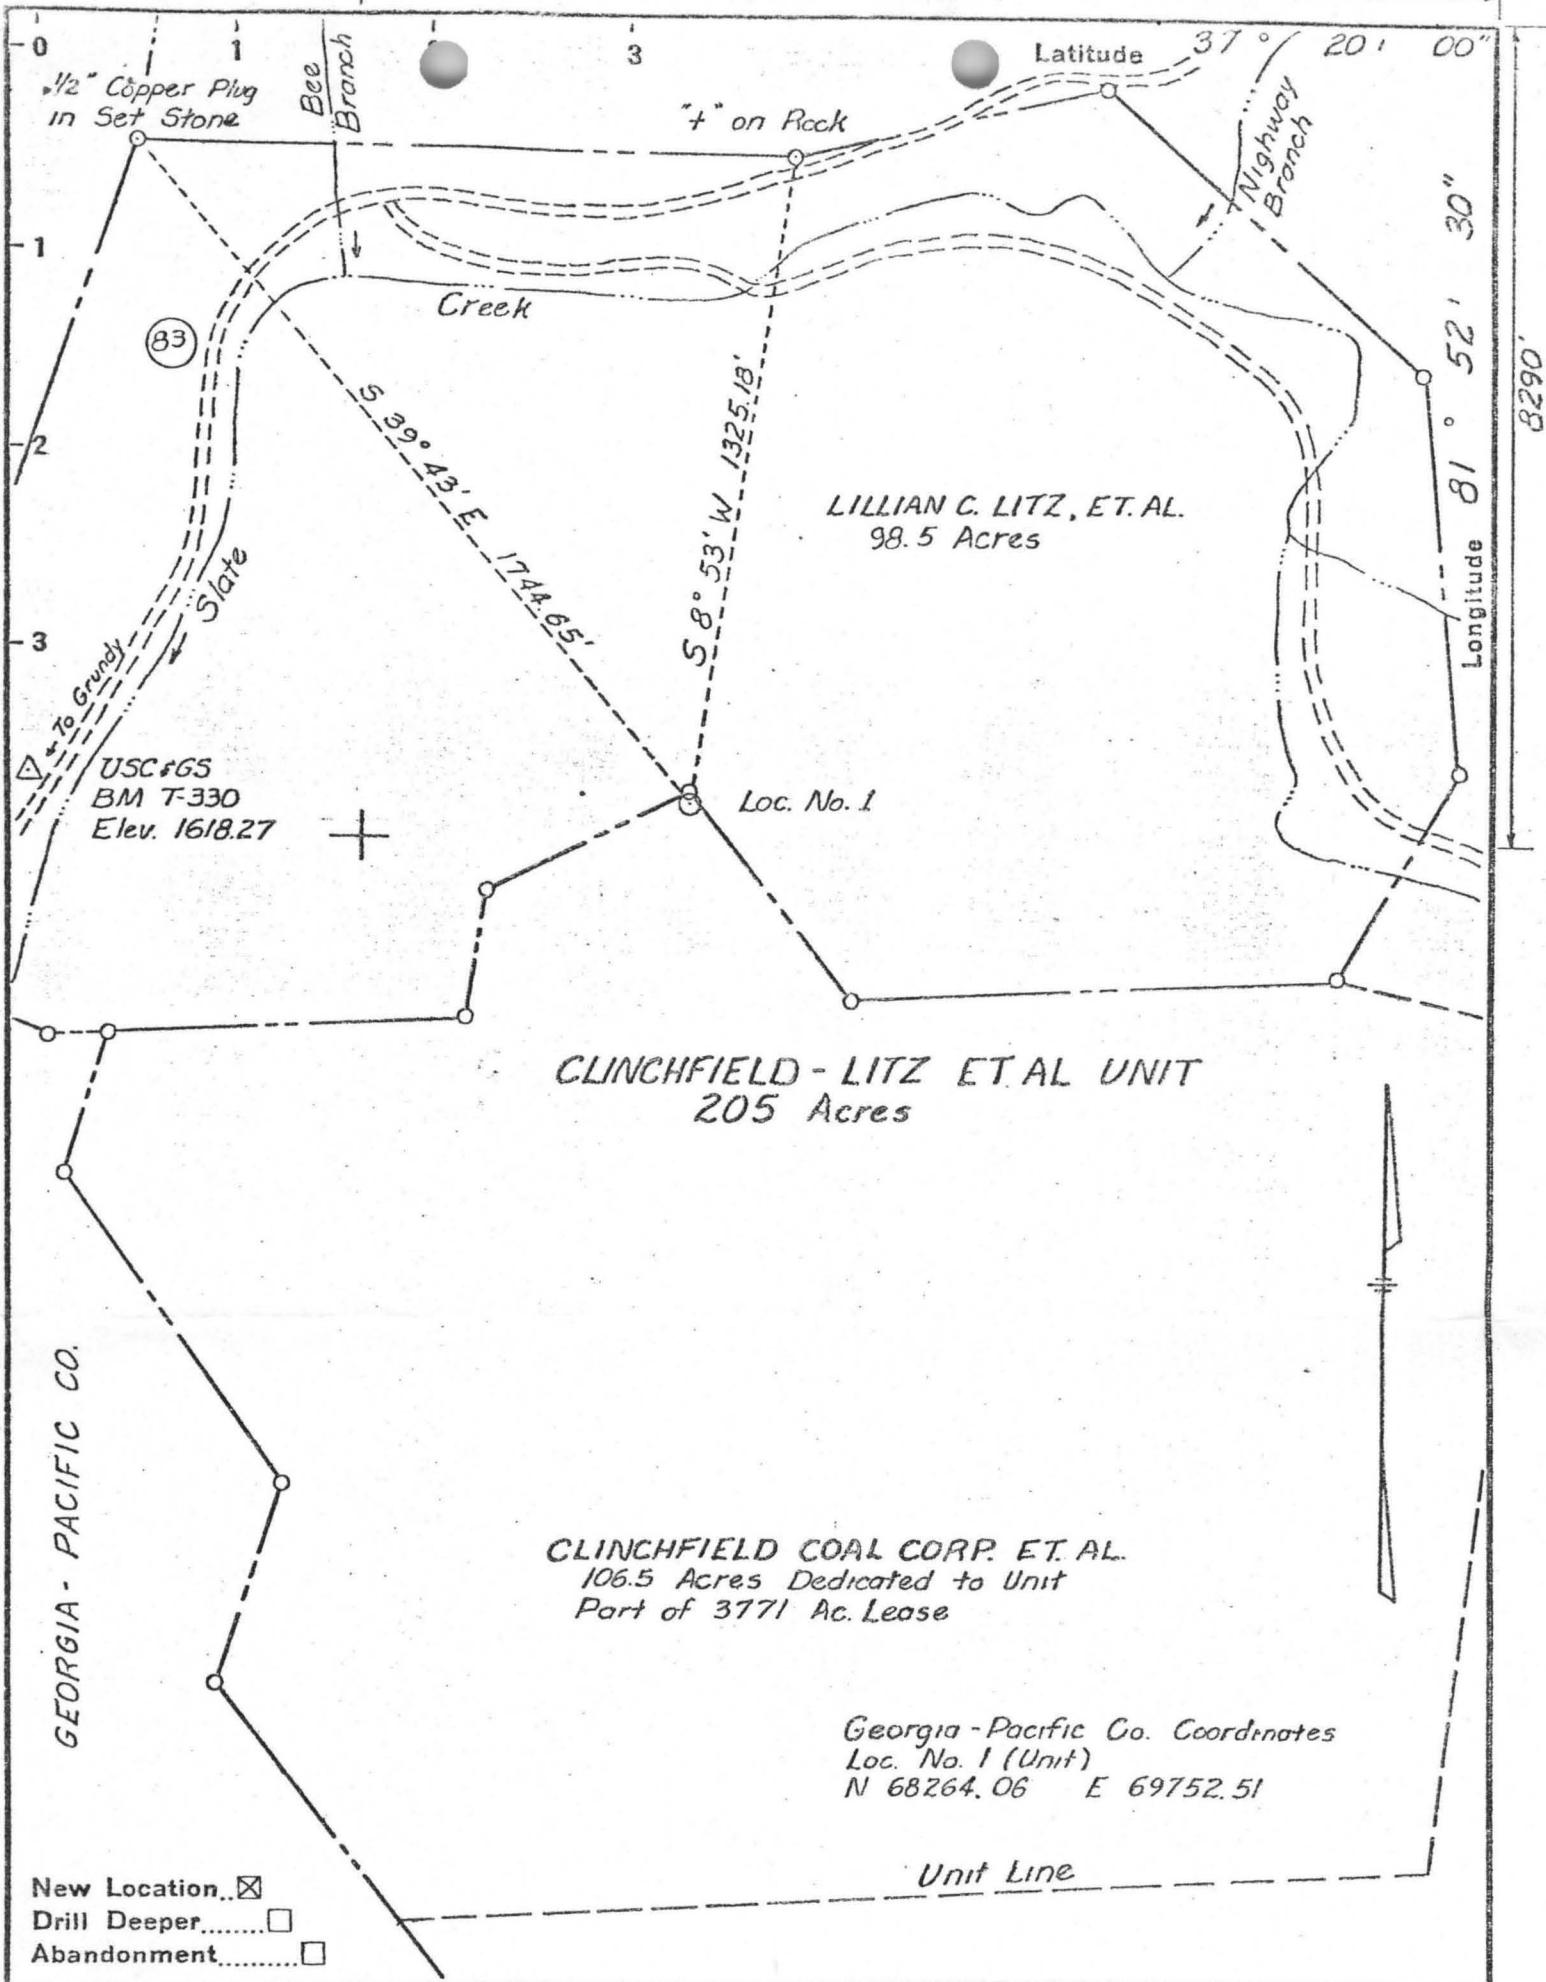 0 1 3 Latitude 37° 20' 00"
1/2" Copper Plug
in Set Stone
Bee
Branch
"+" on Rock
Nighway
Branch
1
Creek
83
2
3
S 39° 43' E 1744.65'
S 8° 53' W 1325.18'
LILLIAN C. LITZ, ET. AL.
98.5 Acres
Longitude 81° 52' 30"
8290'
Slate
To Grundy
USC&GS
BM T-330
Elev. 1618.27
Loc. No. 1
CLINCHFIELD - LITZ ET AL UNIT
205 Acres
GEORGIA - PACIFIC CO.
CLINCHFIELD COAL CORP. ET. AL.
106.5 Acres Dedicated to Unit
Part of 3771 Ac. Lease
Georgia - Pacific Co. Coordinates
Loc. No. 1 (Unit)
N 68264.06 E 69752.51
Unit Line
New Location..☒
Drill Deeper........☐
Abandonment..........☐